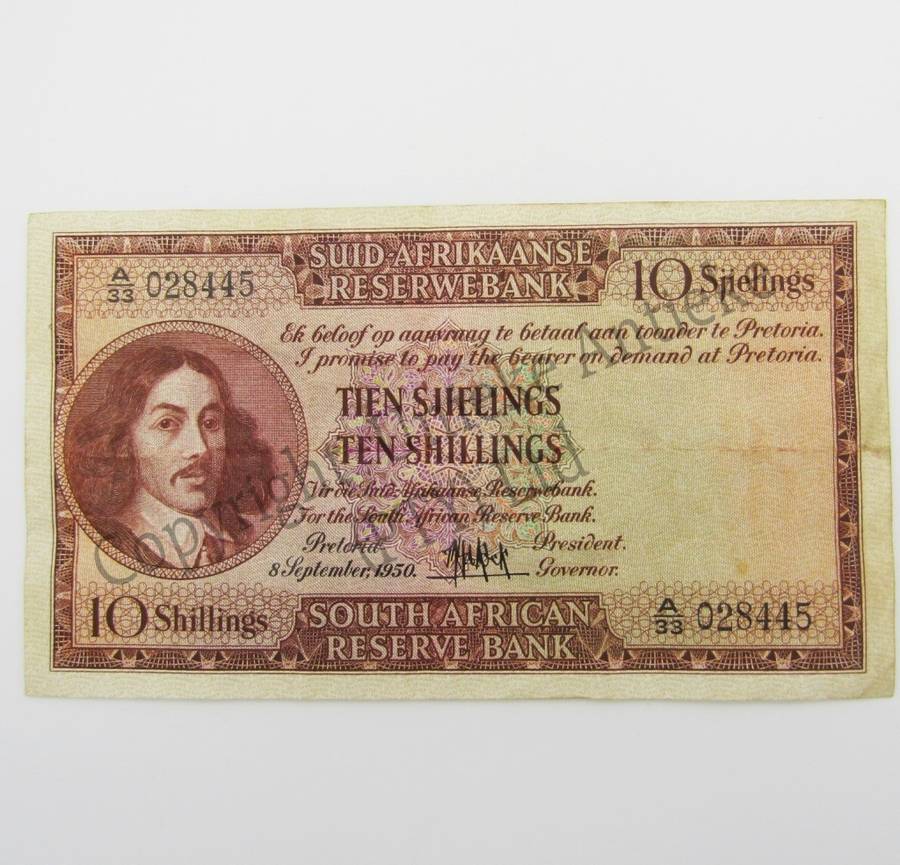 SUID-AFRIKAANSE
RESERWEBANK
A/33 028445
10 Sjielings
Ek beloof op aanvraag te betaal aan toonder te Pretoria.
I promise to pay the bearer on demand at Pretoria.
TIEN SJIELINGS
TEN SHILLINGS
Vir die Suid-Afrikaanse Reserwebank.
For the South African Reserve Bank.
Pretoria President.
8 September, 1950. Governor.
10 Shillings
SOUTH AFRICAN
RESERVE BANK
A/33 028445
Copyright
Antieke